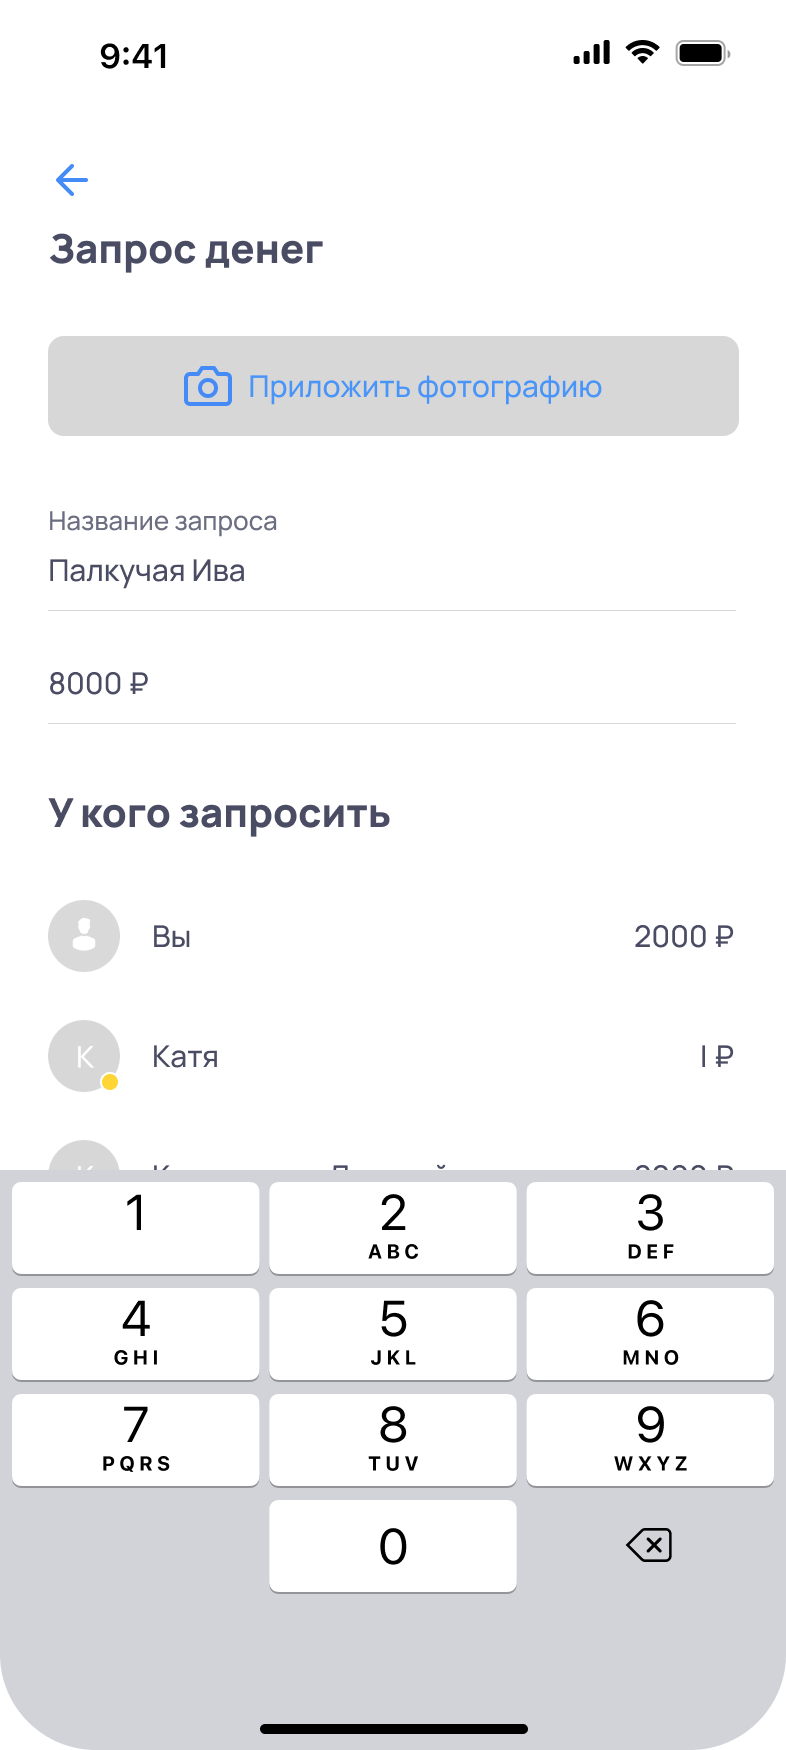 9:41
Запрос денег
Приложить фотографию
Название запроса
Палкучая Ива
8000 ₽
У кого запросить
Вы 2000 ₽
К Катя | ₽
1 2 3
ABC DEF
4 5 6
GHI JKL MNO
7 8 9
PQRS TUV WXYZ
0